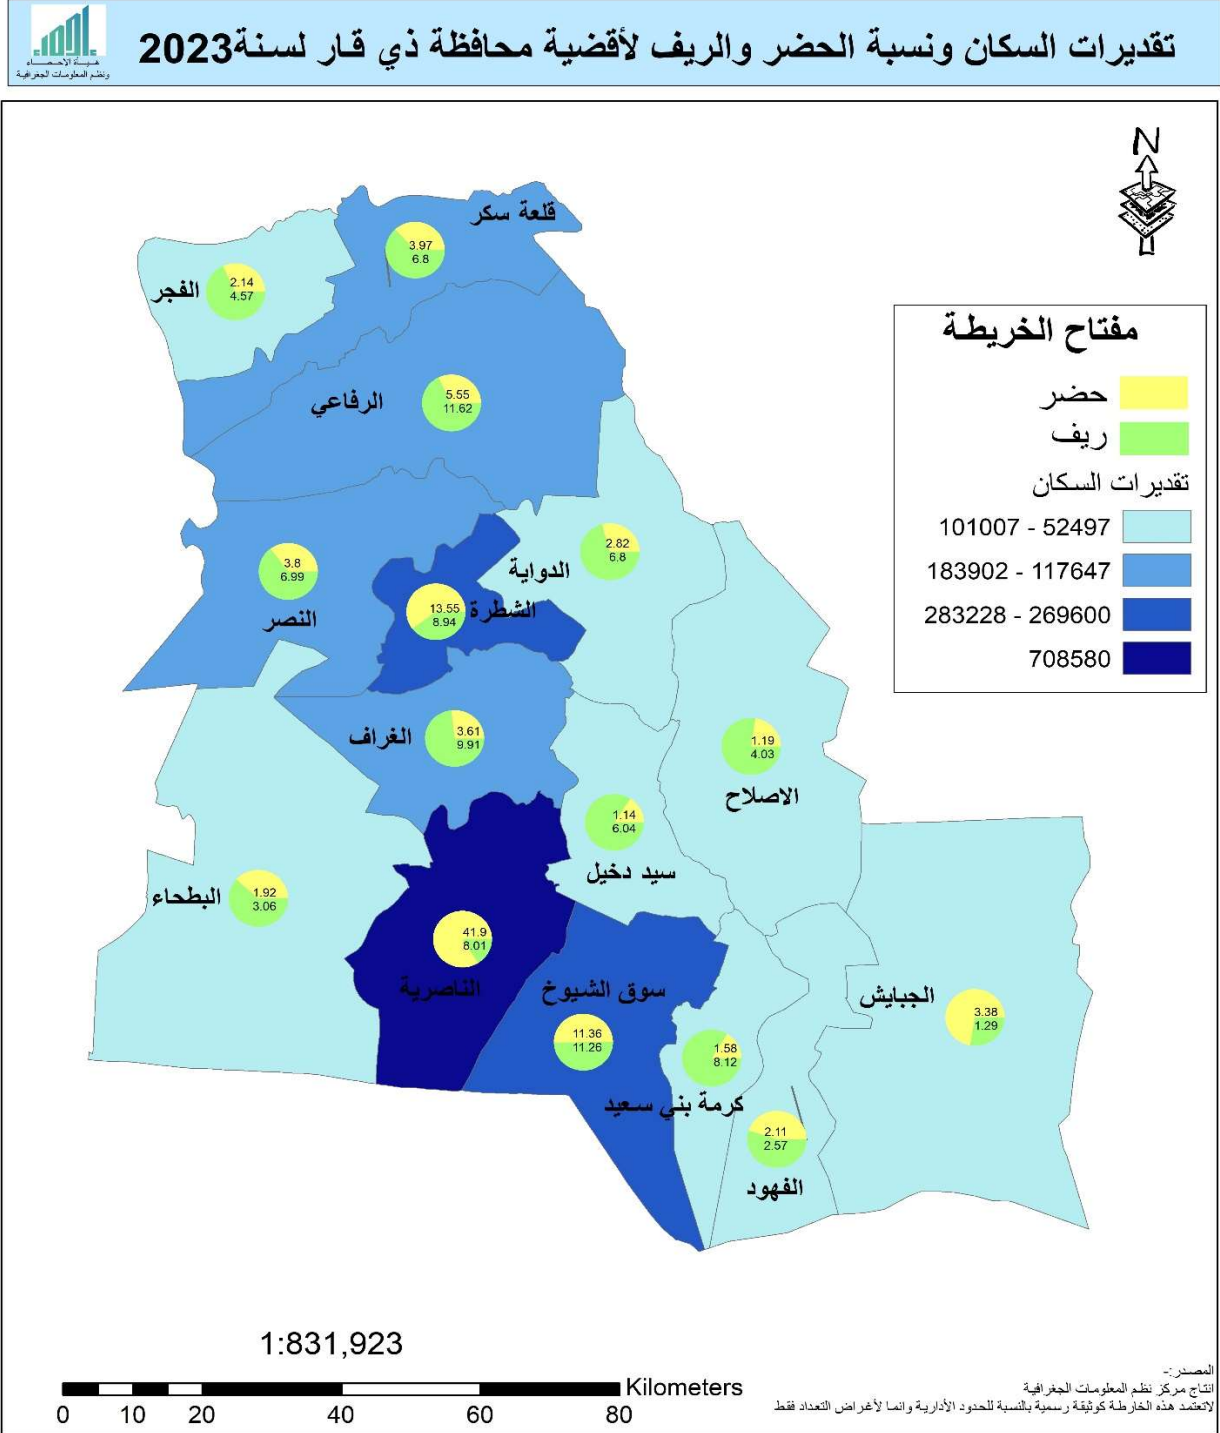 تقديرات السكان ونسبة الحضر والريف لأقضية محافظة ذي قار لسنة2023
هيئة الاحصاء
ونظم المعلومات الجغرافية
N
قلعة سكر
3.97
6.8
الفجر
2.14
4.57
الرفاعي
5.55
11.62
مفتاح الخريطة
حضر
ريف
تقديرات السكان
101007 - 52497
183902 - 117647
283228 - 269600
708580
الدواية
2.82
6.8
النصر
3.8
6.99
الشطرة
13.55
8.94
الغراف
3.61
9.91
1.19
4.03
الاصلاح
1.14
6.04
سيد دخيل
البطحاء
1.92
3.06
41.9
8.01
الناصرية
سوق الشيوخ
11.36
11.26
الجبايش
3.38
1.29
1.58
8.12
كرمة بني سعيد
2.11
2.57
الفهود
1:831,923
Kilometers
0 10 20 40 60 80
المصدر:-
انتاج مركز نظم المعلومات الجغرافية
لاتعتمد هذه الخارطة كوثيقة رسمية بالنسبة للحدود الأدارية وانما لأغراض التعداد فقط